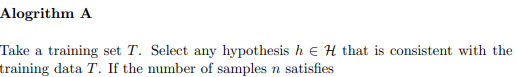 Alogrithm A
Take a training set T. Select any hypothesis h ∈ ℋ that is consistent with the
training data T. If the number of samples n satisfies